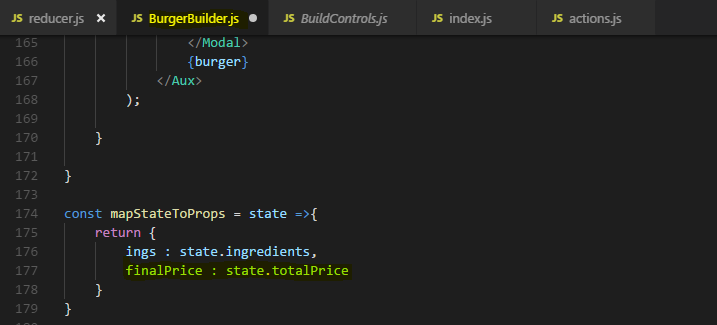 JS reducer.js × JS BurgerBuilder.js ● JS BuildControls.js JS index.js JS actions.js
165 </Modal>
166 {burger}
167 </Aux>
168 );
169
170 }
171
172 }
173
174 const mapStateToProps = state =>{
175 return {
176 ings : state.ingredients,
177 finalPrice : state.totalPrice
178 }
179 }